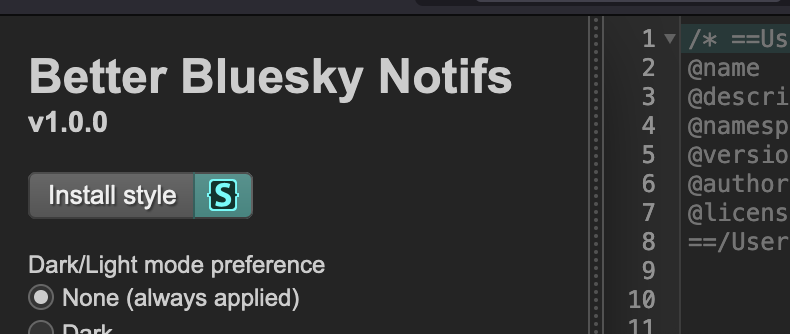 Better Bluesky Notifs
v1.0.0
Install style
Dark/Light mode preference
None (always applied)
Dark
1 /* ==Us
2 @name
3 @descri
4 @namesp
5 @versio
6 @author
7 @licens
8 ==/User
9
10
11